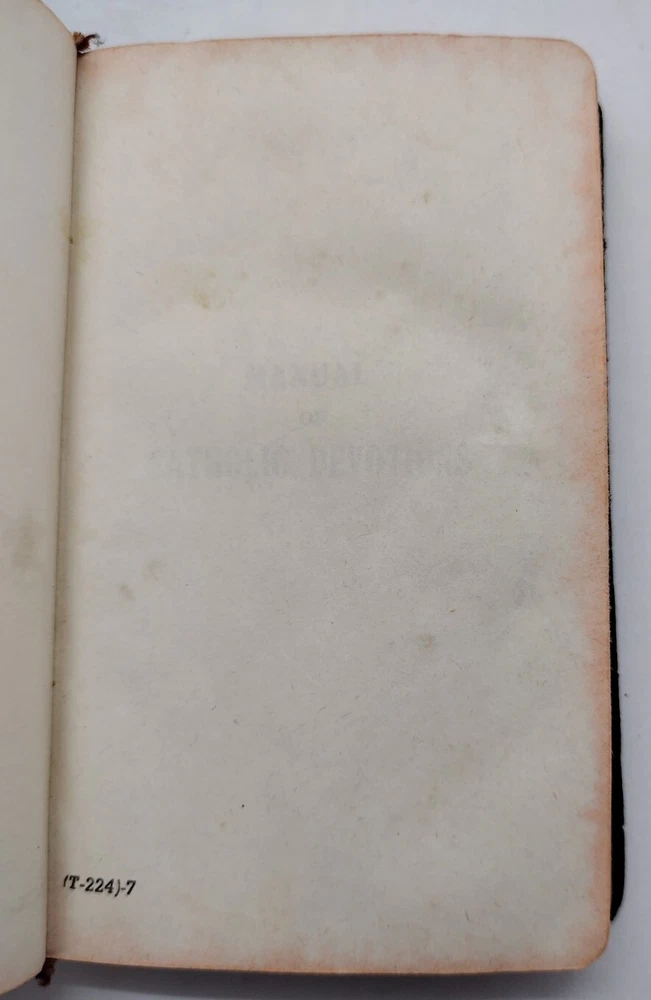 MANUAL
OF
CATHOLIC DEVOTIONS
(T-224)-7